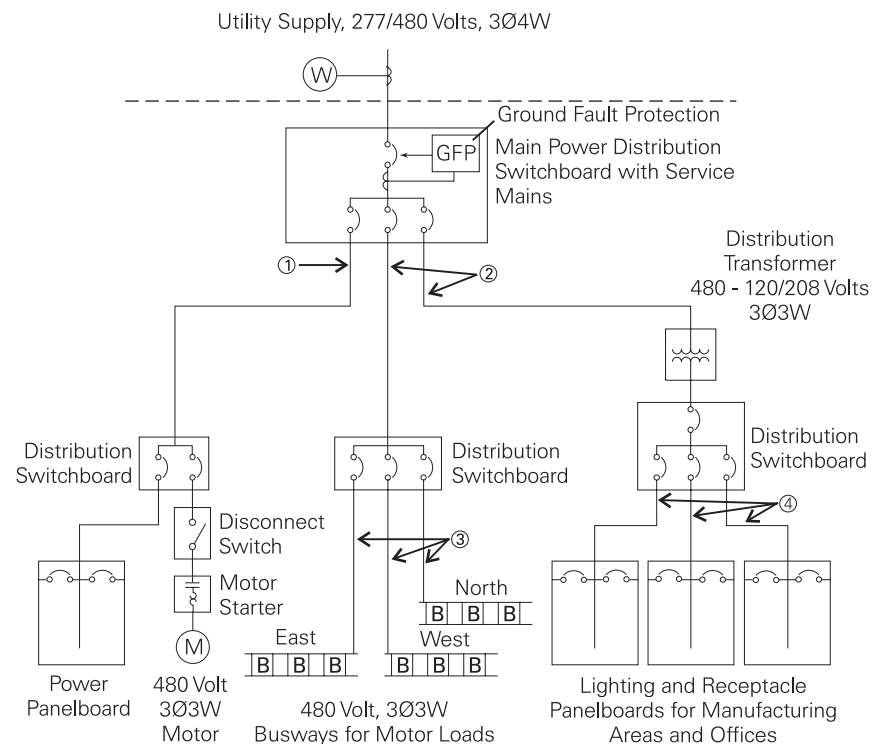 Utility Supply, 277/480 Volts, 3Ø4W
W
Ground Fault Protection
GFP
Main Power Distribution
Switchboard with Service
Mains
①
②
Distribution
Transformer
480 - 120/208 Volts
3Ø3W
Distribution
Switchboard
Distribution
Switchboard
Distribution
Switchboard
Disconnect
Switch
③
④
Motor
Starter
North
B B B
M
East
B B B
West
B B B
Power
Panelboard
480 Volt
3Ø3W
Motor
480 Volt, 3Ø3W
Busways for Motor Loads
Lighting and Receptacle
Panelboards for Manufacturing
Areas and Offices